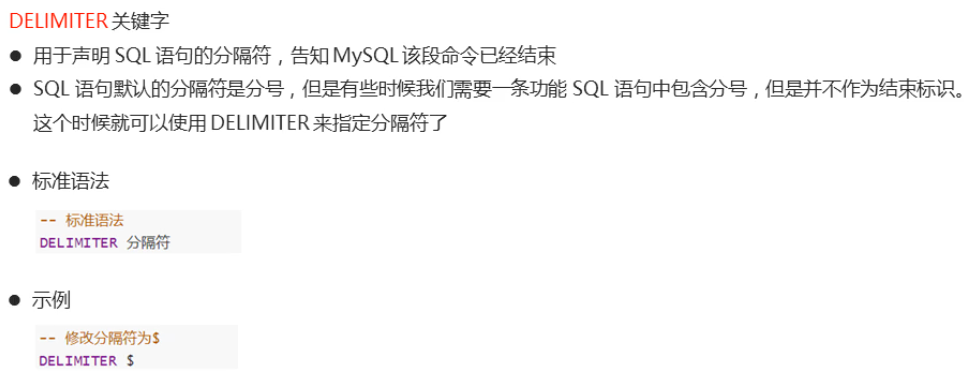 DELIMITER 关键字
● 用于声明 SQL 语句的分隔符，告知 MySQL 该段命令已经结束
● SQL 语句默认的分隔符是分号，但是有些时候我们需要一条功能 SQL 语句中包含分号，但是并不作为结束标识。
这个时候就可以使用 DELIMITER 来指定分隔符了
● 标准语法
-- 标准语法
DELIMITER 分隔符
● 示例
-- 修改分隔符为$
DELIMITER $